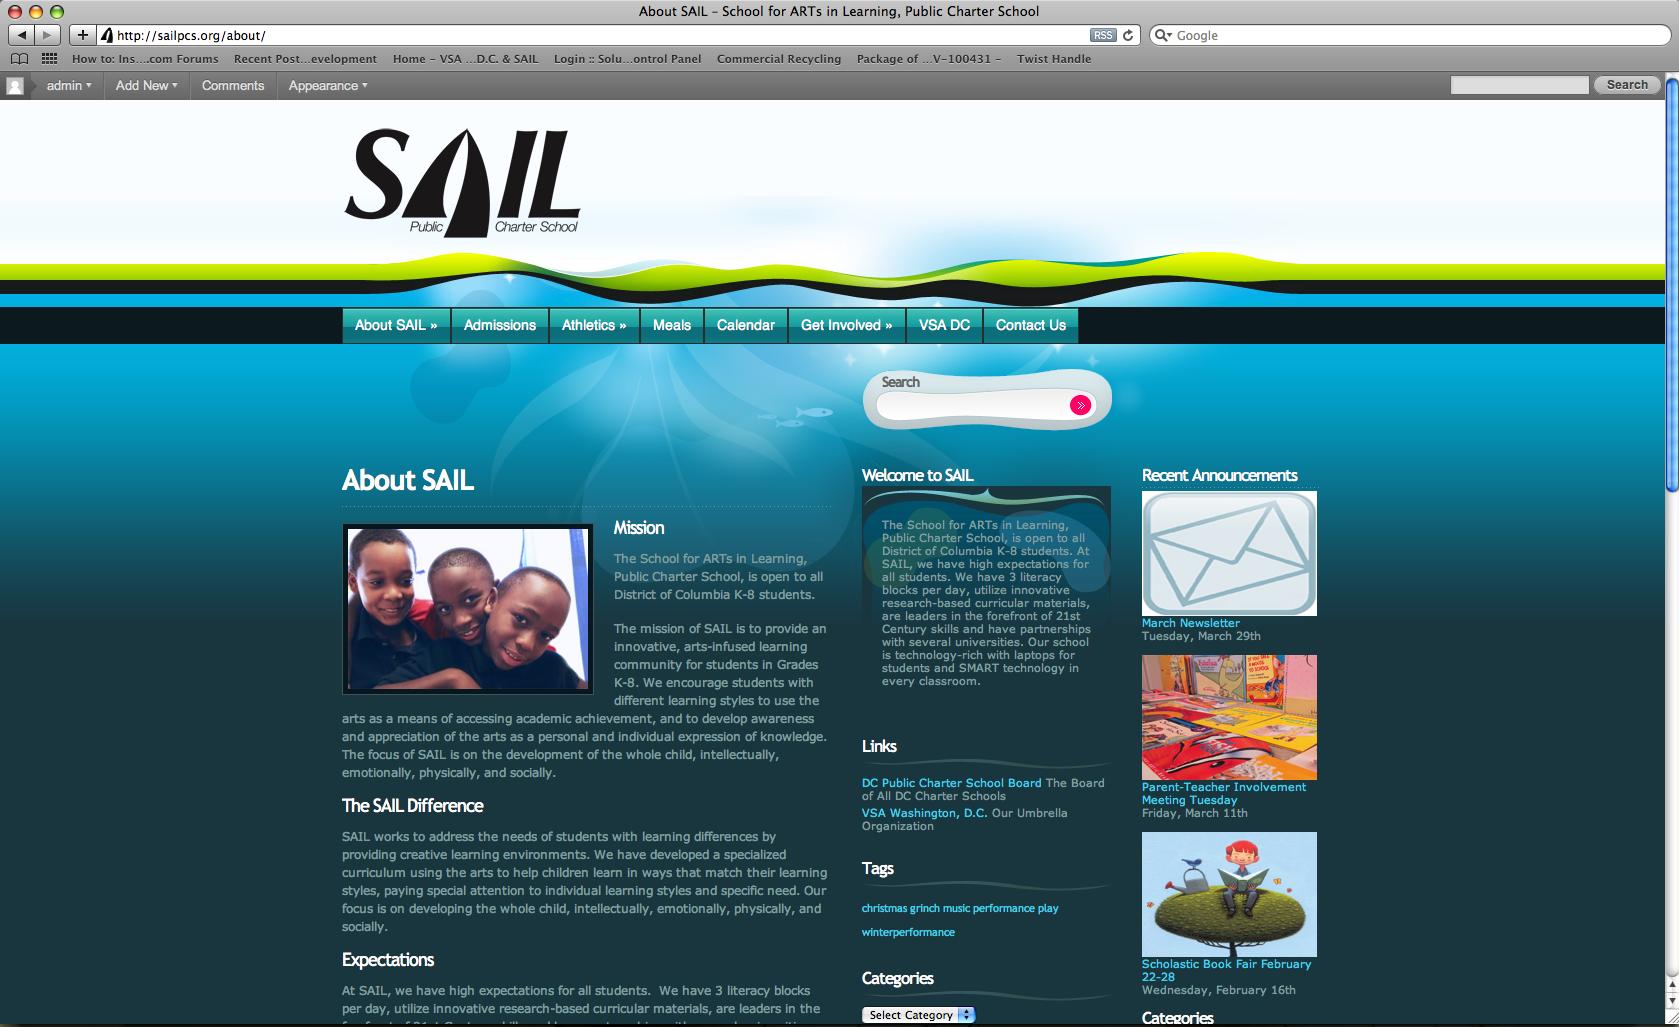 About SAIL – School for ARTs in Learning, Public Charter School
http://sailpcs.org/about/
RSS
Google
How to: Ins....com Forums
Recent Post...evelopment
Home – VSA ...D.C. & SAIL
Login :: Solu...ontrol Panel
Commercial Recycling
Package of ...V-100431 –
Twist Handle
admin
Add New
Comments
Appearance
Search
SAIL
Public Charter School
About SAIL »
Admissions
Athletics »
Meals
Calendar
Get Involved »
VSA DC
Contact Us
Search
About SAIL
Mission
The School for ARTs in Learning,
Public Charter School, is open to all
District of Columbia K-8 students.
The mission of SAIL is to provide an
innovative, arts-infused learning
community for students in Grades
K-8. We encourage students with
different learning styles to use the
arts as a means of accessing academic achievement, and to develop awareness
and appreciation of the arts as a personal and individual expression of knowledge.
The focus of SAIL is on the development of the whole child, intellectually,
emotionally, physically, and socially.
The SAIL Difference
SAIL works to address the needs of students with learning differences by
providing creative learning environments. We have developed a specialized
curriculum using the arts to help children learn in ways that match their learning
styles, paying special attention to individual learning styles and specific need. Our
focus is on developing the whole child, intellectually, emotionally, physically, and
socially.
Expectations
At SAIL, we have high expectations for all students. We have 3 literacy blocks
per day, utilize innovative research-based curricular materials, are leaders in the
Welcome to SAIL
The School for ARTs in Learning,
Public Charter School, is open to all
District of Columbia K-8 students. At
SAIL, we have high expectations for
all students. We have 3 literacy
blocks per day, utilize innovative
research-based curricular materials,
are leaders in the forefront of 21st
Century skills and have partnerships
with several universities. Our school
is technology-rich with laptops for
students and SMART technology in
every classroom.
Links
DC Public Charter School Board The Board
of All DC Charter Schools
VSA Washington, D.C. Our Umbrella
Organization
Tags
christmas grinch music performance play
winterperformance
Categories
Select Category
Recent Announcements
March Newsletter
Tuesday, March 29th
Parent-Teacher Involvement
Meeting Tuesday
Friday, March 11th
Scholastic Book Fair February
22-28
Wednesday, February 16th
Categories